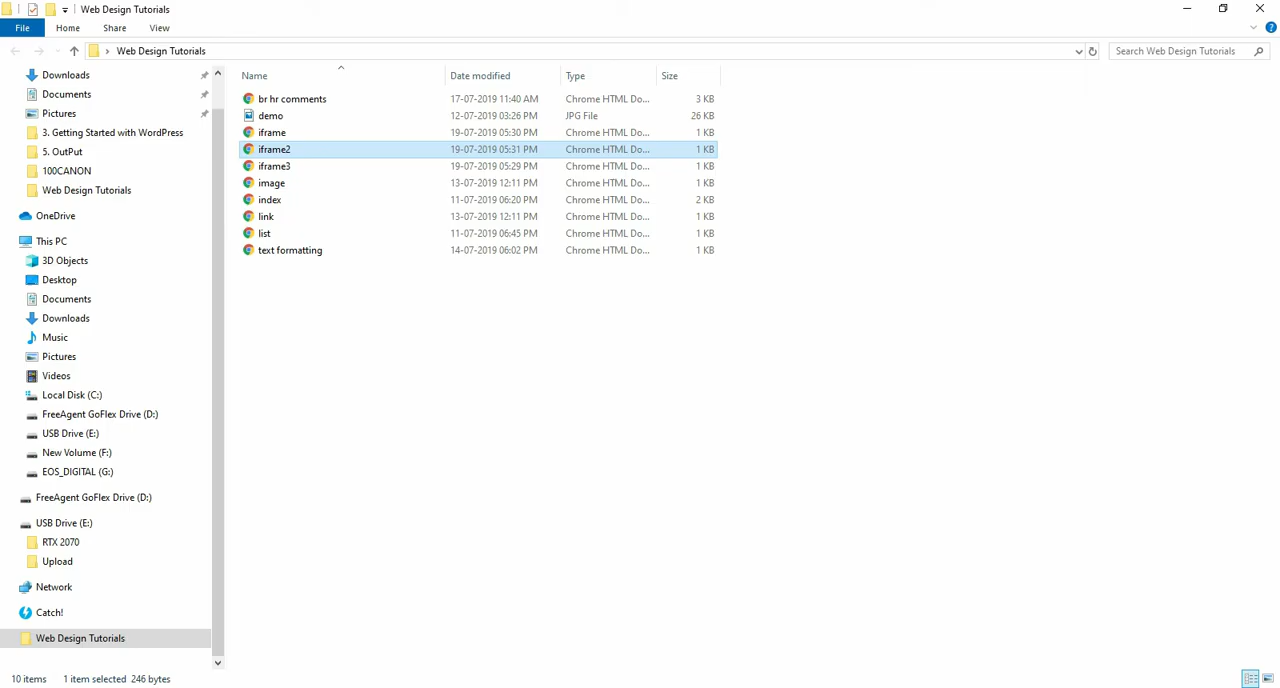 Web Design Tutorials
File Home Share View
Web Design Tutorials
Search Web Design Tutorials
Downloads
Documents
Pictures
3. Getting Started with WordPress
5. OutPut
100CANON
Web Design Tutorials
OneDrive
This PC
3D Objects
Desktop
Documents
Downloads
Music
Pictures
Videos
Local Disk (C:)
FreeAgent GoFlex Drive (D:)
USB Drive (E:)
New Volume (F:)
EOS_DIGITAL (G:)
FreeAgent GoFlex Drive (D:)
USB Drive (E:)
RTX 2070
Upload
Network
Catch!
Web Design Tutorials
Name Date modified Type Size
br hr comments 17-07-2019 11:40 AM Chrome HTML Do... 3 KB
demo 12-07-2019 03:26 PM JPG File 26 KB
iframe 19-07-2019 05:30 PM Chrome HTML Do... 1 KB
iframe2 19-07-2019 05:31 PM Chrome HTML Do... 1 KB
iframe3 19-07-2019 05:29 PM Chrome HTML Do... 1 KB
image 13-07-2019 12:11 PM Chrome HTML Do... 1 KB
index 11-07-2019 06:20 PM Chrome HTML Do... 2 KB
link 13-07-2019 12:11 PM Chrome HTML Do... 1 KB
list 11-07-2019 06:45 PM Chrome HTML Do... 1 KB
text formatting 14-07-2019 06:02 PM Chrome HTML Do... 1 KB
10 items 1 item selected 246 bytes